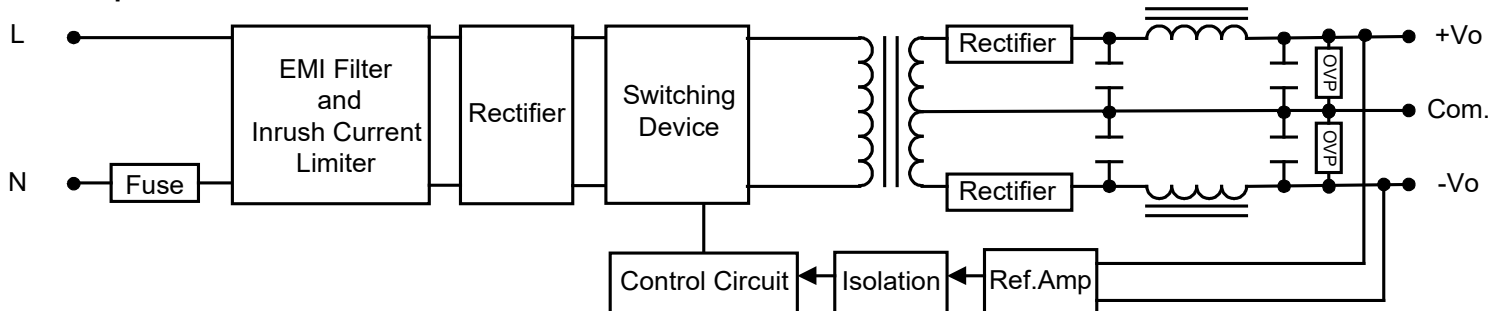 L
EMI Filter
and
Inrush Current
Limiter
Rectifier
Switching
Device
Rectifier
+Vo
OVP
Com.
OVP
N
Fuse
Rectifier
-Vo
Control Circuit
Isolation
Ref.Amp